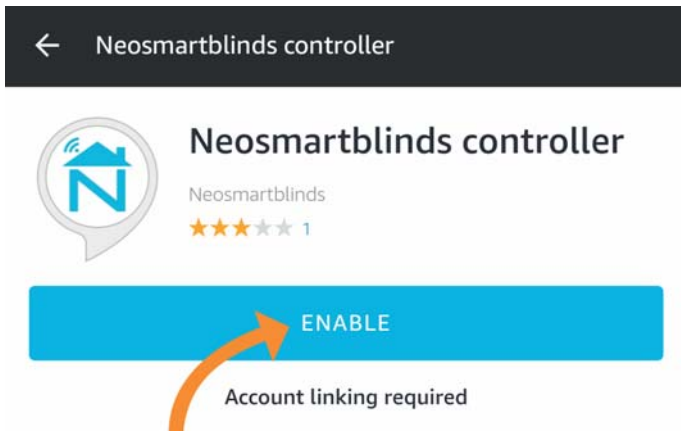 Neosmartblinds controller
Neosmartblinds controller
Neosmartblinds
1
ENABLE
Account linking required